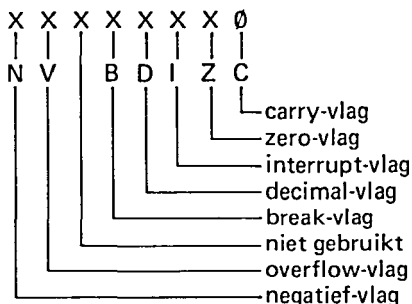 X X X X X X X Ø
N V B D I Z C
carry-vlag
zero-vlag
interrupt-vlag
decimal-vlag
break-vlag
niet gebruikt
overflow-vlag
negatief-vlag